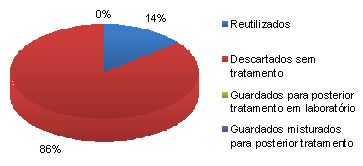 0%
14%
86%
Reutilizados
Descartados sem
tratamento
Guardados para posterior
tratamento em laboratório
Guardados misturados
para posterior tratamento